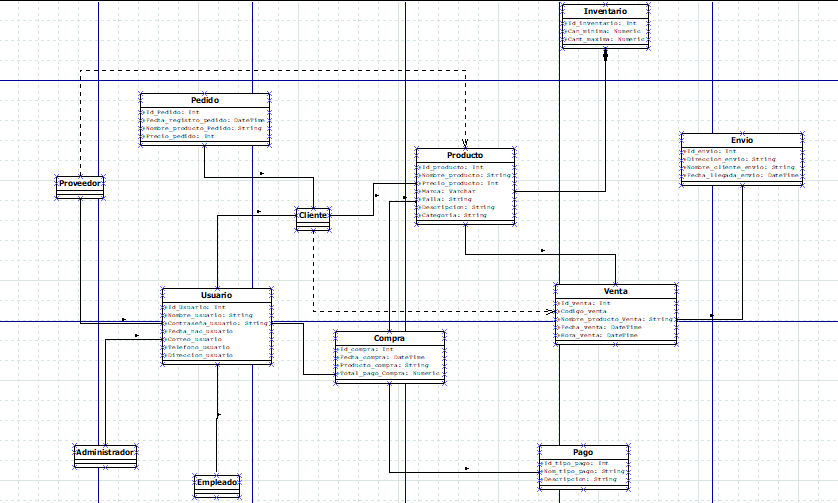 Inventario
+Id_inventario: Int
+Can_minima: Numeric
+Cant_maxima: Numeric
Pedido
+Id_Pedido: Int
+Fecha_registro_pedido: DateTime
+Nombre_producto_Pedido: String
+Precio_pedido: Int
Envio
+Id_envio: Int
+Direccion_envio: String
+Nombre_cliente_envio: String
+Fecha_llegada_envio: DateTime
Producto
+Id_producto: Int
+Nombre_producto: String
+Precio_producto: Int
+Marca: Varchar
+Talla: String
+Descripcion: String
+Categoria: String
Proveedor
Cliente
Usuario
+Id_Usuario: Int
+Nombre_usuario: String
+Contraseña_usuario: String
+Fecha_nac_usuario
+Correo_usuario
+Telefono_usuario
+Direccion_usuario
Venta
+Id_venta: Int
+Codigo_venta
+Nombre_producto_Venta: String
+Fecha_venta: DateTime
+Hora_venta: DateTime
Compra
+Id_compra: Int
+Fecha_compra: DateTime
+Producto_compra: String
+Total_pago_Compra: Numeric
Administrador
Empleado
Pago
+Id_tipo_pago: Int
+Nom_tipo_pago: String
+Descripcion: String